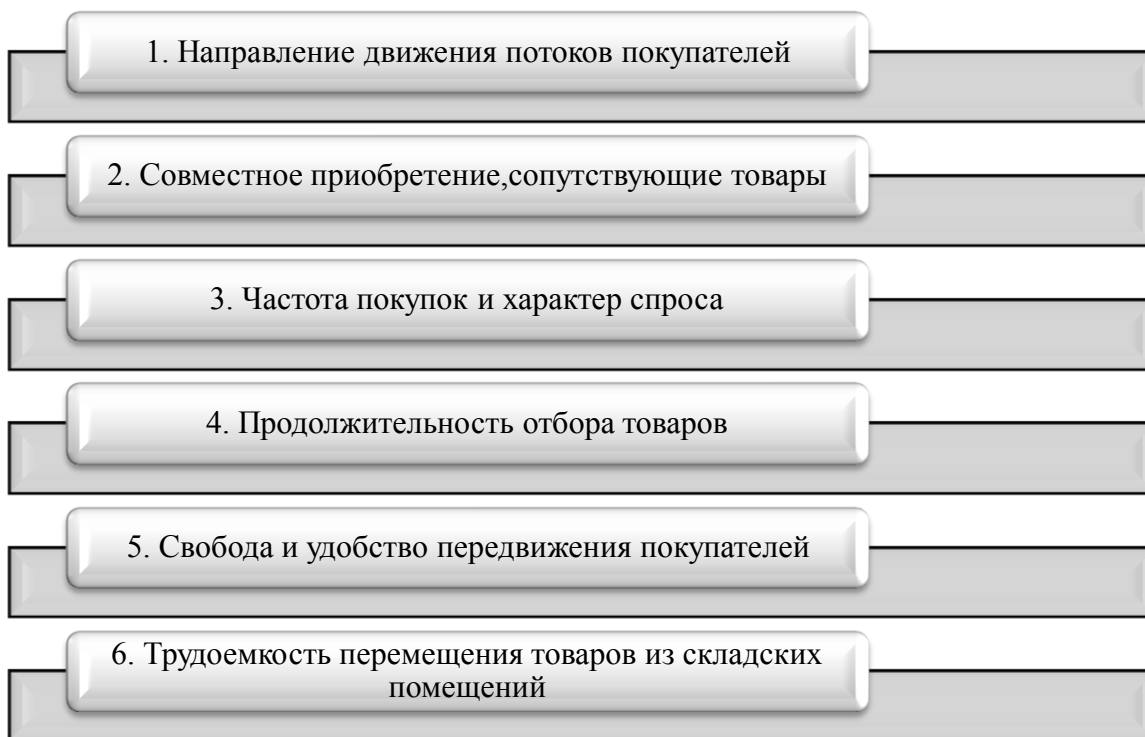 1. Направление движения потоков покупателей
2. Совместное приобретение,сопутствующие товары
3. Частота покупок и характер спроса
4. Продолжительность отбора товаров
5. Свобода и удобство передвижения покупателей
6. Трудоемкость перемещения товаров из складских
помещений